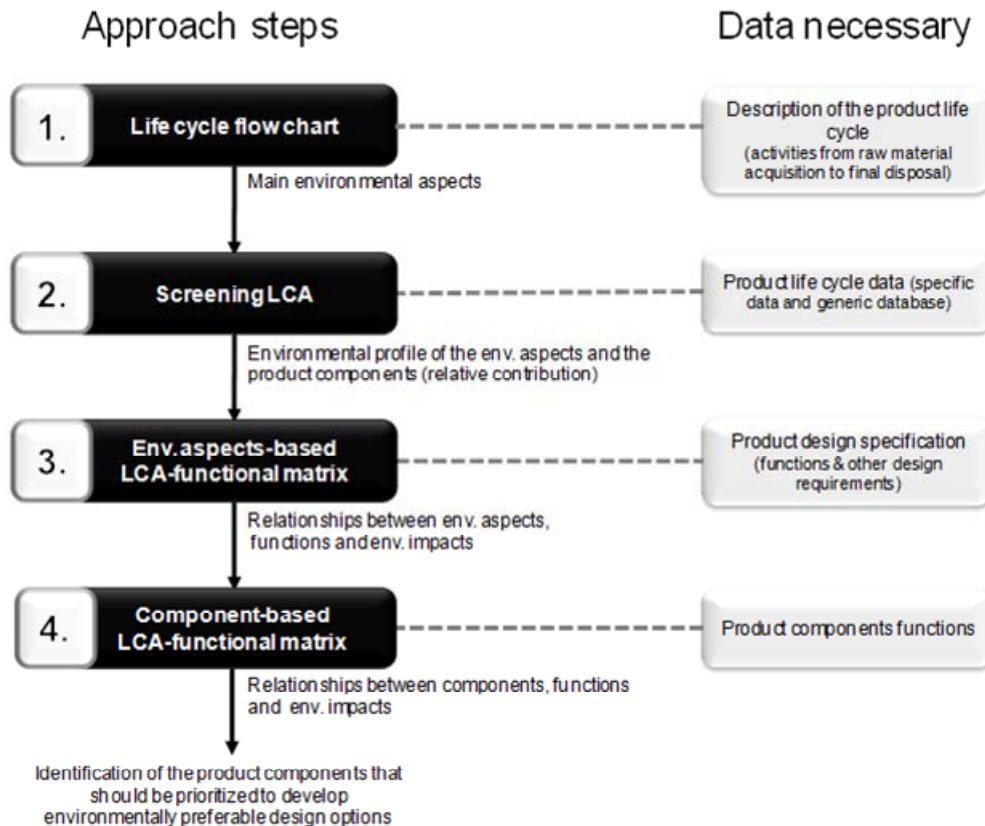 Approach steps
Data necessary
1.
Life cycle flow chart
Description of the product life
cycle
(activities from raw material
acquisition to final disposal)
Main environmental aspects
2.
Screening LCA
Product life cycle data (specific
data and generic database)
Environmental profile of the env. aspects and the
product components (relative contribution)
3.
Env. aspects-based
LCA-functional matrix
Product design specification
(functions & other design
requirements)
Relationships between env. aspects,
functions and env. impacts
4.
Component-based
LCA-functional matrix
Product components functions
Relationships between components, functions
and env. impacts
Identification of the product components that
should be prioritized to develop
environmentally preferable design options